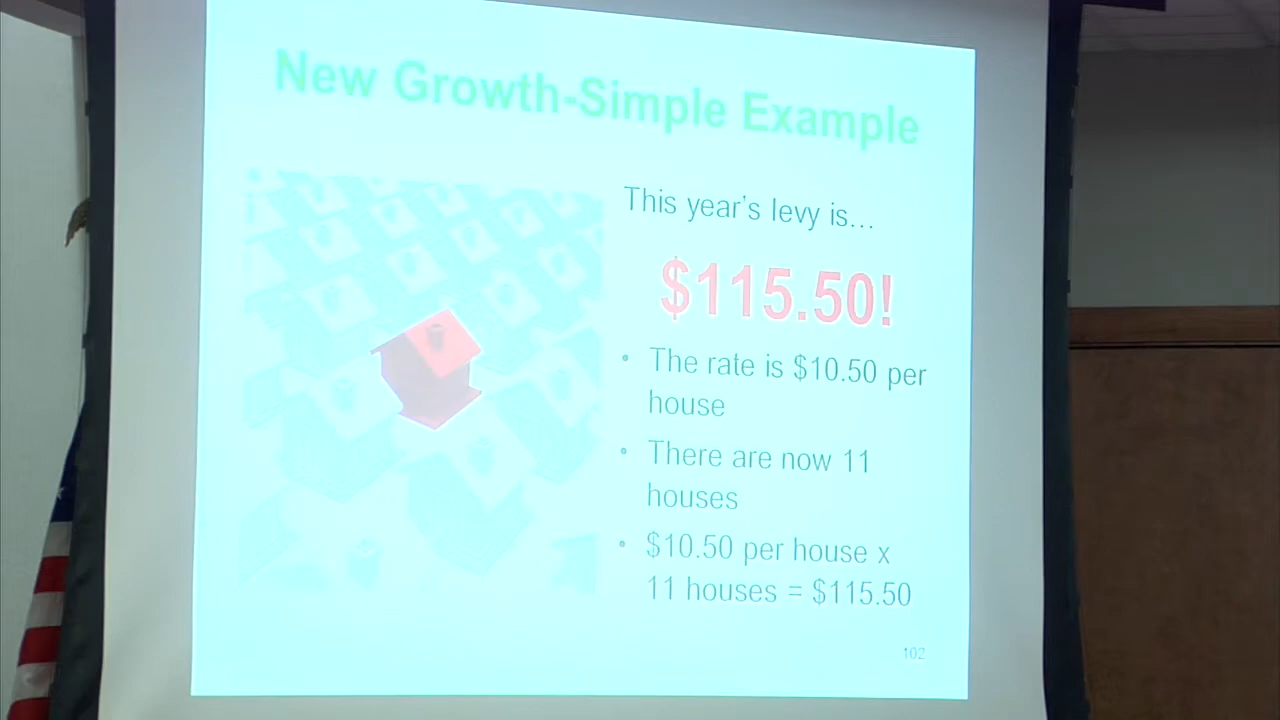 New Growth-Simple Example
This year's levy is...
$115.50!
• The rate is $10.50 per
house
• There are now 11
houses
• $10.50 per house x
11 houses = $115.50
102